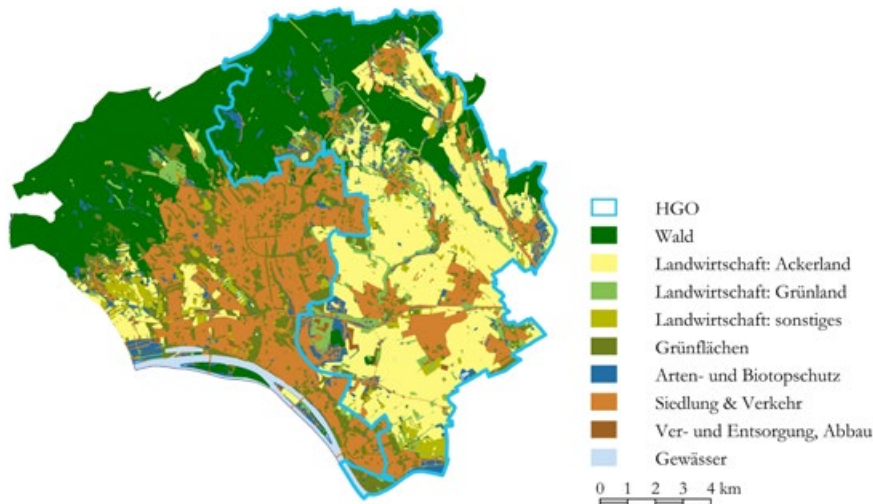 HGO
Wald
Landwirtschaft: Ackerland
Landwirtschaft: Grünland
Landwirtschaft: sonstiges
Grünflächen
Arten- und Biotopschutz
Siedlung & Verkehr
Ver- und Entsorgung, Abbau
Gewässer
0 1 2 3 4 km